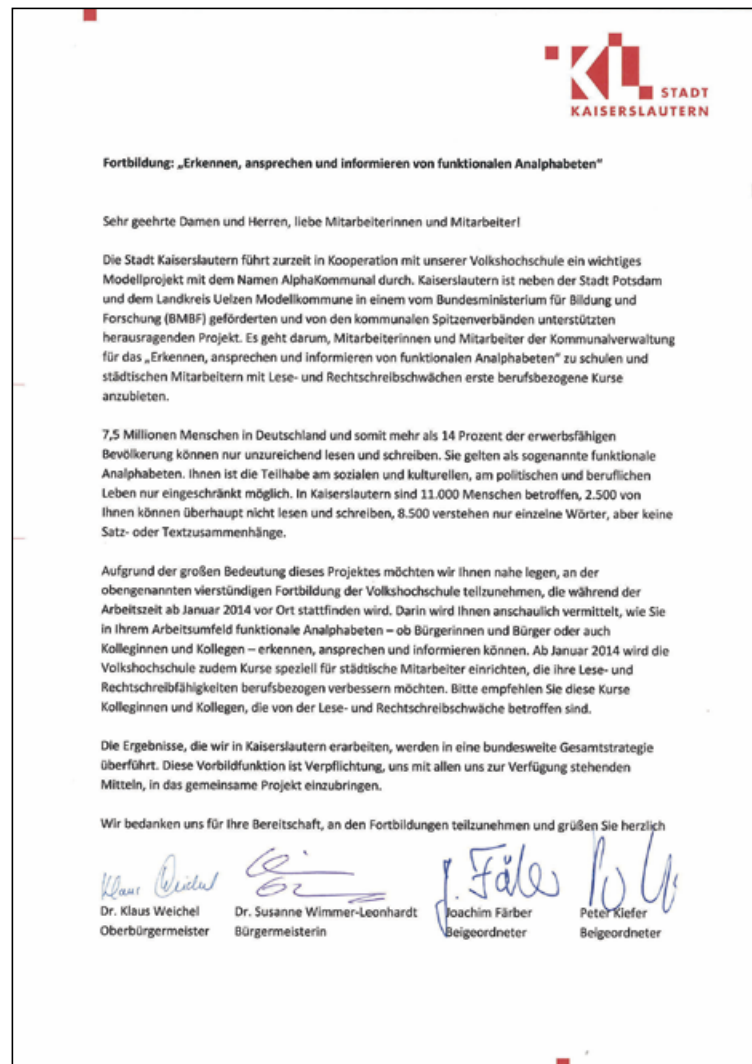 KL STADT
KAISERSLAUTERN
Fortbildung: „Erkennen, ansprechen und informieren von funktionalen Analphabeten“
Sehr geehrte Damen und Herren, liebe Mitarbeiterinnen und Mitarbeiter!
Die Stadt Kaiserslautern führt zurzeit in Kooperation mit unserer Volkshochschule ein wichtiges
Modellprojekt mit dem Namen AlphaKommunal durch. Kaiserslautern ist neben der Stadt Potsdam
und dem Landkreis Uelzen Modellkommune in einem vom Bundesministerium für Bildung und
Forschung (BMBF) geförderten und von den kommunalen Spitzenverbänden unterstützten
herausragenden Projekt. Es geht darum, Mitarbeiterinnen und Mitarbeiter der Kommunalverwaltung
für das „Erkennen, ansprechen und informieren von funktionalen Analphabeten“ zu schulen und
städtischen Mitarbeitern mit Lese- und Rechtschreibschwächen erste berufsbezogene Kurse
anzubieten.
7,5 Millionen Menschen in Deutschland und somit mehr als 14 Prozent der erwerbsfähigen
Bevölkerung können nur unzureichend lesen und schreiben. Sie gelten als sogenannte funktionale
Analphabeten. Ihnen ist die Teilhabe am sozialen und kulturellen, am politischen und beruflichen
Leben nur eingeschränkt möglich. In Kaiserslautern sind 11.000 Menschen betroffen, 2.500 von
Ihnen können überhaupt nicht lesen und schreiben, 8.500 verstehen nur einzelne Wörter, aber keine
Satz- oder Textzusammenhänge.
Aufgrund der großen Bedeutung dieses Projektes möchten wir Ihnen nahe legen, an der
obengenannten vierstündigen Fortbildung der Volkshochschule teilzunehmen, die während der
Arbeitszeit ab Januar 2014 vor Ort stattfinden wird. Darin wird Ihnen anschaulich vermittelt, wie Sie
in Ihrem Arbeitsumfeld funktionale Analphabeten – ob Bürgerinnen und Bürger oder auch
Kolleginnen und Kollegen – erkennen, ansprechen und informieren können. Ab Januar 2014 wird die
Volkshochschule zudem Kurse speziell für städtische Mitarbeiter einrichten, die ihre Lese- und
Rechtschreibfähigkeiten berufsbezogen verbessern möchten. Bitte empfehlen Sie diese Kurse
Kolleginnen und Kollegen, die von der Lese- und Rechtschreibschwäche betroffen sind.
Die Ergebnisse, die wir in Kaiserslautern erarbeiten, werden in eine bundesweite Gesamtstrategie
überführt. Diese Vorbildfunktion ist Verpflichtung, uns mit allen uns zur Verfügung stehenden
Mitteln, in das gemeinsame Projekt einzubringen.
Wir bedanken uns für Ihre Bereitschaft, an den Fortbildungen teilzunehmen und grüßen Sie herzlich
Klaus Weichel
Dr. Klaus Weichel Dr. Susanne Wimmer-Leonhardt Joachim Färber Peter Kiefer
Oberbürgermeister Bürgermeisterin Beigeordneter Beigeordneter